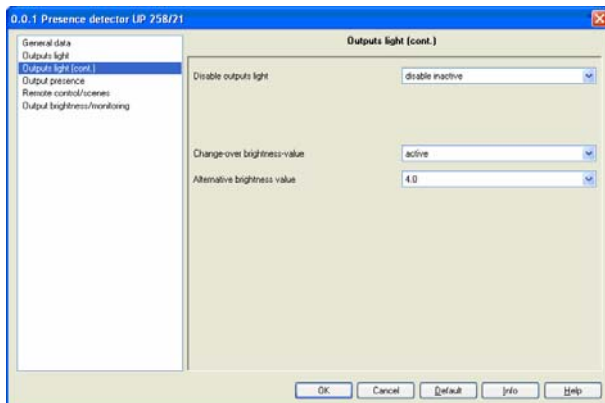 0.0.1 Presence detector UP 258/21
General data
Outputs light
Outputs light (cont.)
Output presence
Remote control/scenes
Output brightness/monitoring
Outputs light (cont.)
Disable outputs light
disable inactive
Change-over brightness-value
active
Alternative brightness value
4.0
OK
Cancel
Default
Info
Help